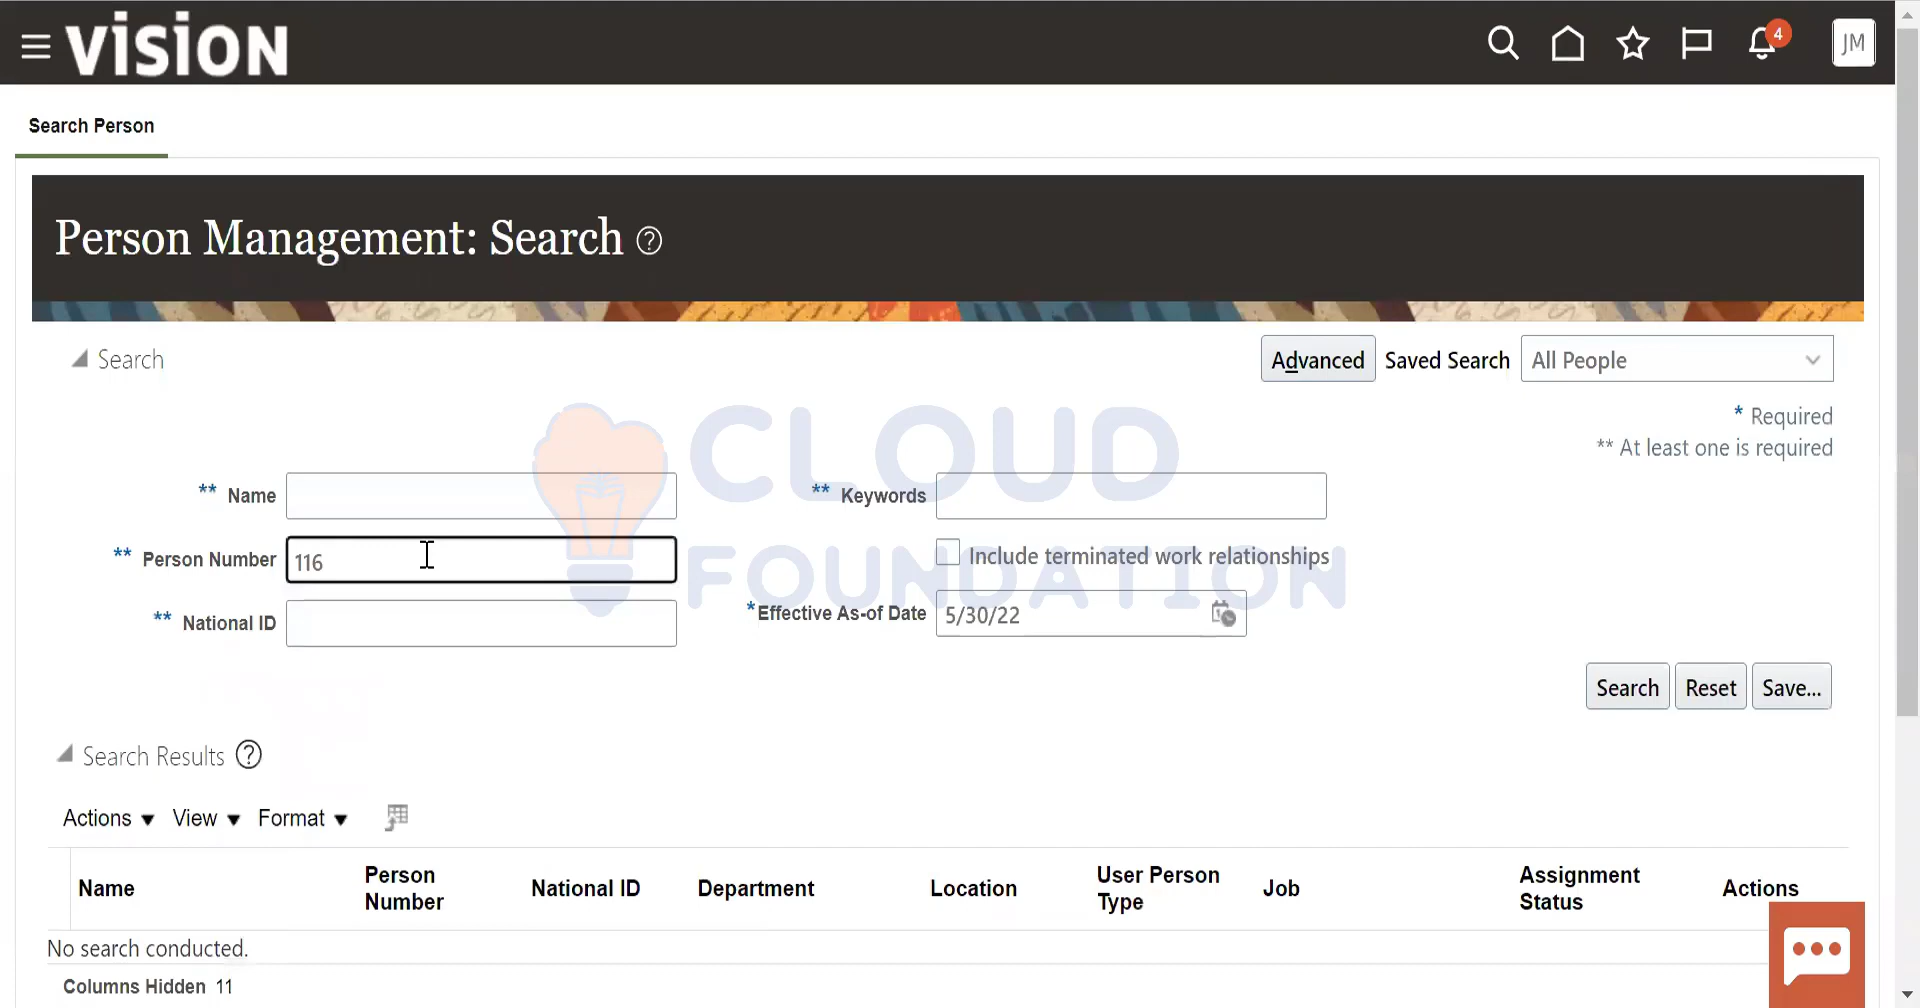 VISION
4
JM
Search Person
Person Management: Search ?
Search
Advanced Saved Search All People
* Required
** At least one is required
CLOUD
FOUNDATION
** Name
** Keywords
** Person Number 116
Include terminated work relationships
** National ID
*Effective As-of Date 5/30/22
Search Reset Save...
Search Results ?
Actions View Format
Name Person Number National ID Department Location User Person Type Job Assignment Status Actions
No search conducted.
Columns Hidden 11